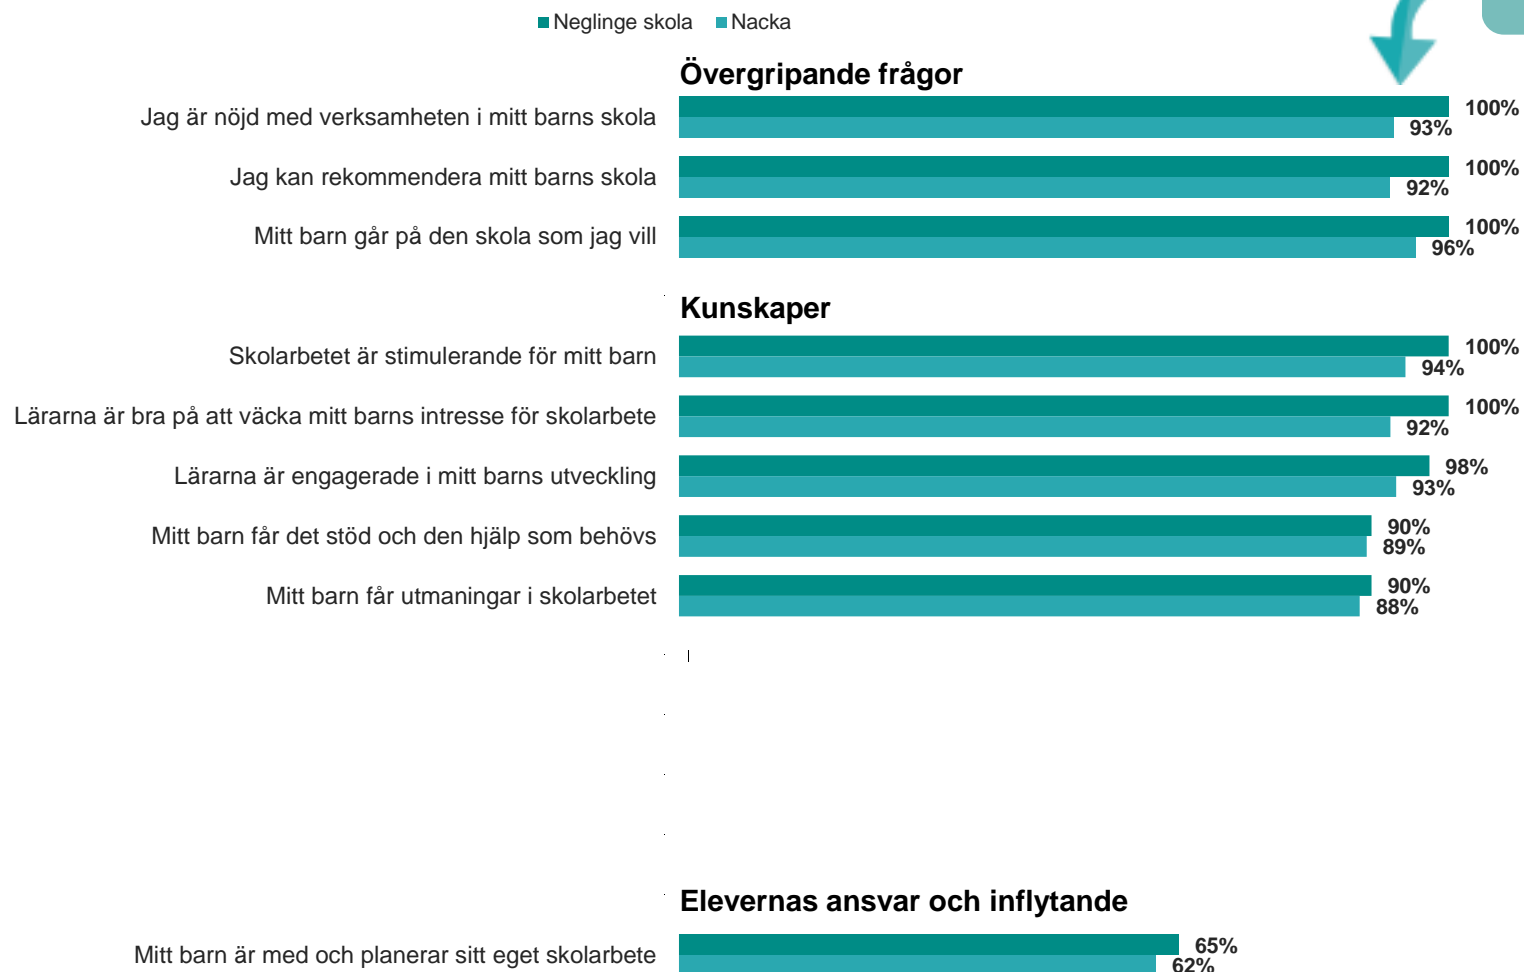 Neglinge skola Nacka
Övergripande frågor
Jag är nöjd med verksamheten i mitt barns skola 100%
93%
Jag kan rekommendera mitt barns skola 100%
92%
Mitt barn går på den skola som jag vill 100%
96%
Kunskaper
Skolarbetet är stimulerande för mitt barn 100%
94%
Lärarna är bra på att väcka mitt barns intresse för skolarbete 100%
92%
Lärarna är engagerade i mitt barns utveckling 98%
93%
Mitt barn får det stöd och den hjälp som behövs 90%
89%
Mitt barn får utmaningar i skolarbetet 90%
88%
Elevernas ansvar och inflytande
Mitt barn är med och planerar sitt eget skolarbete 65%
62%